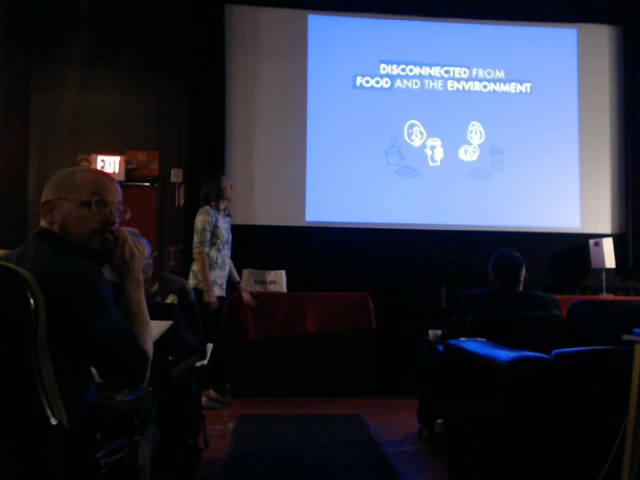 DISCONNECTED FROM
FOOD AND THE ENVIRONMENT
EXIT